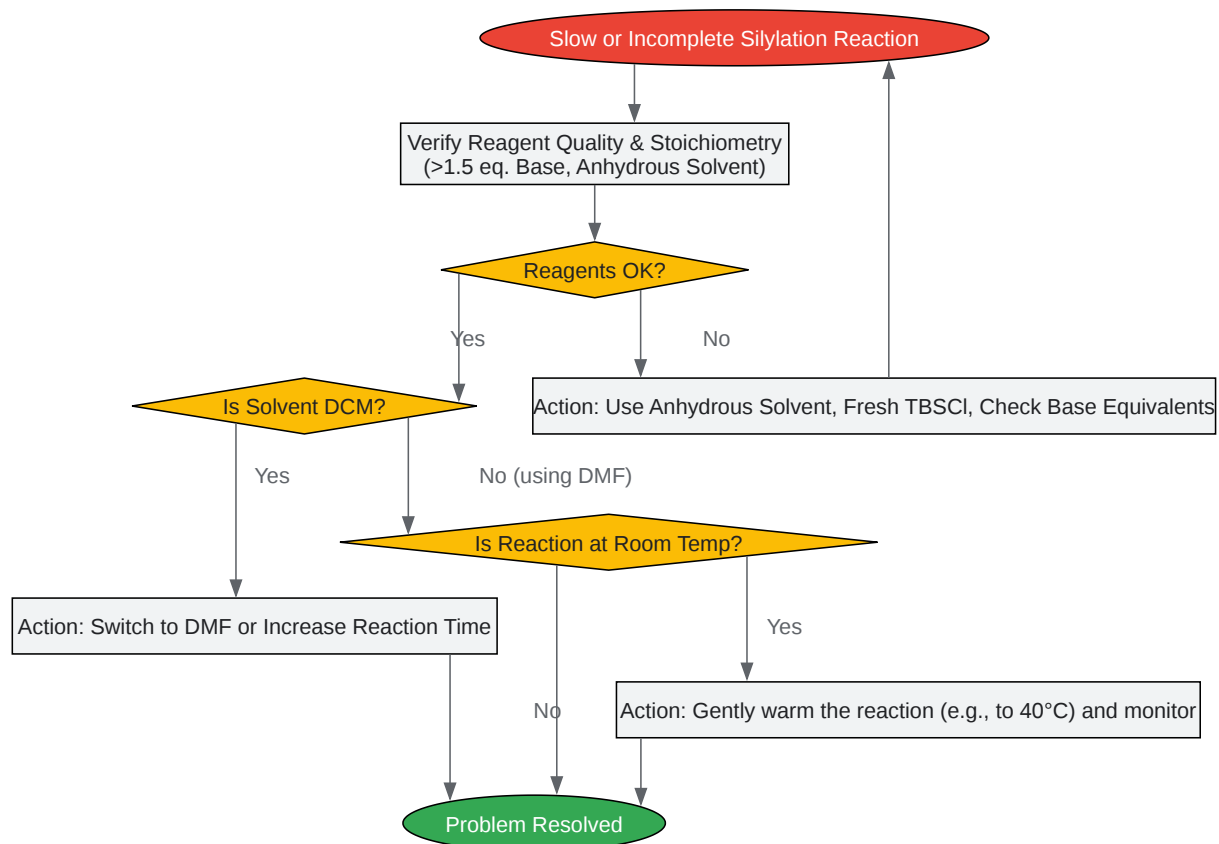 Slow or Incomplete Silylation Reaction
Verify Reagent Quality & Stoichiometry
(>1.5 eq. Base, Anhydrous Solvent)
Reagents OK?
Yes
No
Is Solvent DCM?
Action: Use Anhydrous Solvent, Fresh TBSCl, Check Base Equivalents
Yes
No (using DMF)
Is Reaction at Room Temp?
Action: Switch to DMF or Increase Reaction Time
Yes
No
Action: Gently warm the reaction (e.g., to 40°C) and monitor
Problem Resolved